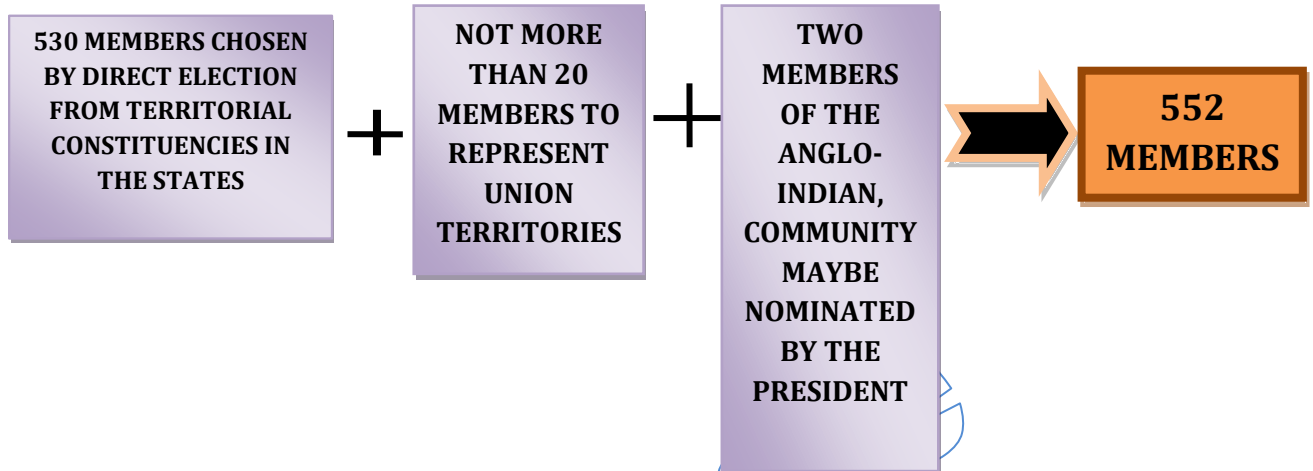 530 MEMBERS CHOSEN
BY DIRECT ELECTION
FROM TERRITORIAL
CONSTITUENCIES IN
THE STATES
+
NOT MORE
THAN 20
MEMBERS TO
REPRESENT
UNION
TERRITORIES
+
TWO
MEMBERS
OF THE
ANGLO-
INDIAN,
COMMUNITY
MAYBE
NOMINATED
BY THE
PRESIDENT
552
MEMBERS